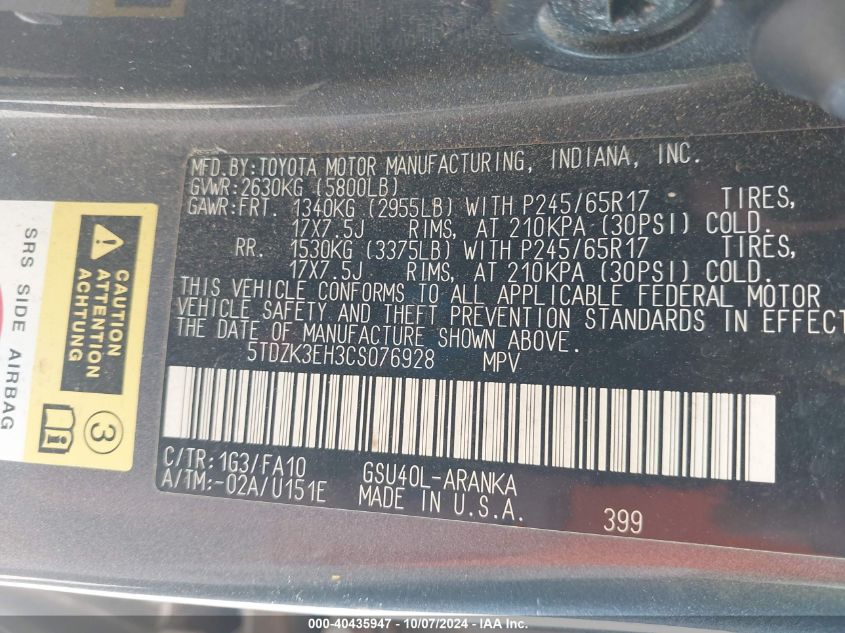 MFD.BY:TOYOTA MOTOR MANUFACTURING, INDIANA, INC.
GVWR:2630KG (5800LB)
GAWR:FRT. 1340KG (2955LB) WITH P245/65R17 TIRES,
17X7.5J RIMS, AT 210KPA (30PSI) COLD.
RR. 1530KG (3375LB) WITH P245/65R17 TIRES,
17X7.5J RIMS, AT 210KPA (30PSI) COLD.
THIS VEHICLE CONFORMS TO ALL APPLICABLE FEDERAL MOTOR
VEHICLE SAFETY AND THEFT PREVENTION STANDARDS IN EFFECT
THE DATE OF MANUFACTURE SHOWN ABOVE.
5TDZK3EH3CS076928 MPV
C/TR:1G3/FA10 GSU40L-ARANKA
A/TM:-02A/U151E MADE IN U.S.A.
399
CAUTION
ATTENTION
ACHTUNG
3
SRS SIDE AIRBAG
000-40435947 - 10/07/2024 - © IAA Inc.